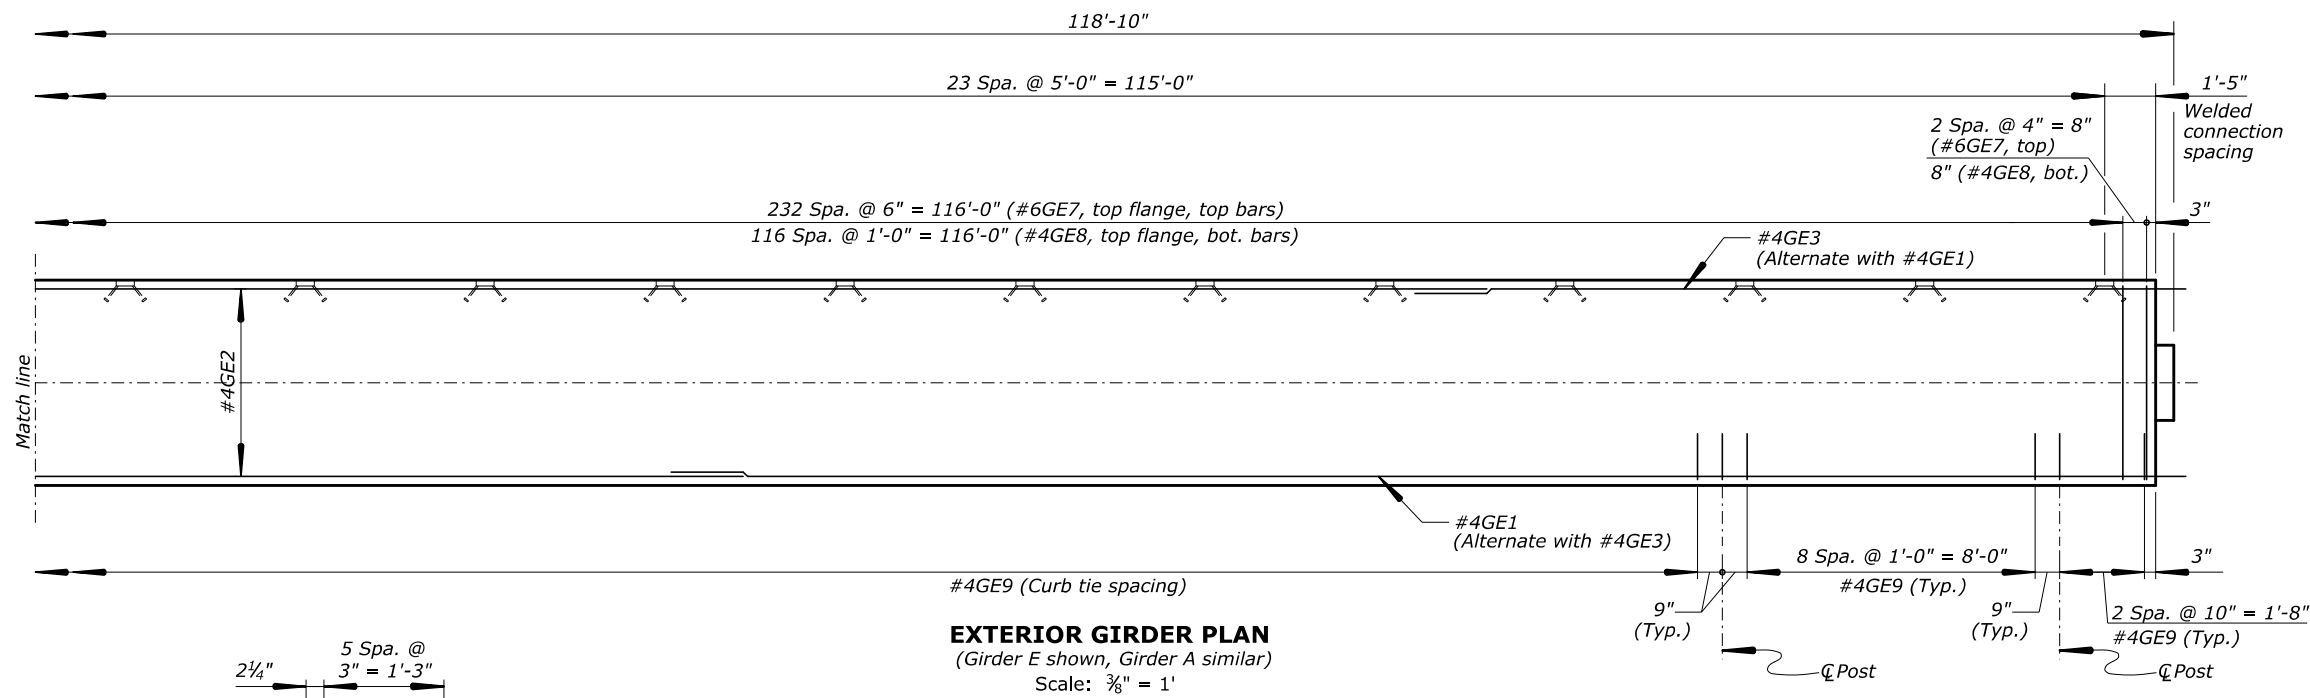 118'-10"
23 Spa. @ 5'-0" = 115'-0"
1'-5"
Welded
connection
spacing
2 Spa. @ 4" = 8"
(#6GE7, top)
8" (#4GE8, bot.)
232 Spa. @ 6" = 116'-0" (#6GE7, top flange, top bars)
116 Spa. @ 1'-0" = 116'-0" (#4GE8, top flange, bot. bars)
3"
#4GE3
(Alternate with #4GE1)
Match line
#4GE2
#4GE1
(Alternate with #4GE3)
#4GE9 (Curb tie spacing)
8 Spa. @ 1'-0" = 8'-0"
#4GE9 (Typ.)
3"
9"
(Typ.)
9"
(Typ.)
2 Spa. @ 10" = 1'-8"
#4GE9 (Typ.)
℄ Post
℄ Post
EXTERIOR GIRDER PLAN
(Girder E shown, Girder A similar)
Scale: ⅜" = 1'
2¼"
5 Spa. @
3" = 1'-3"